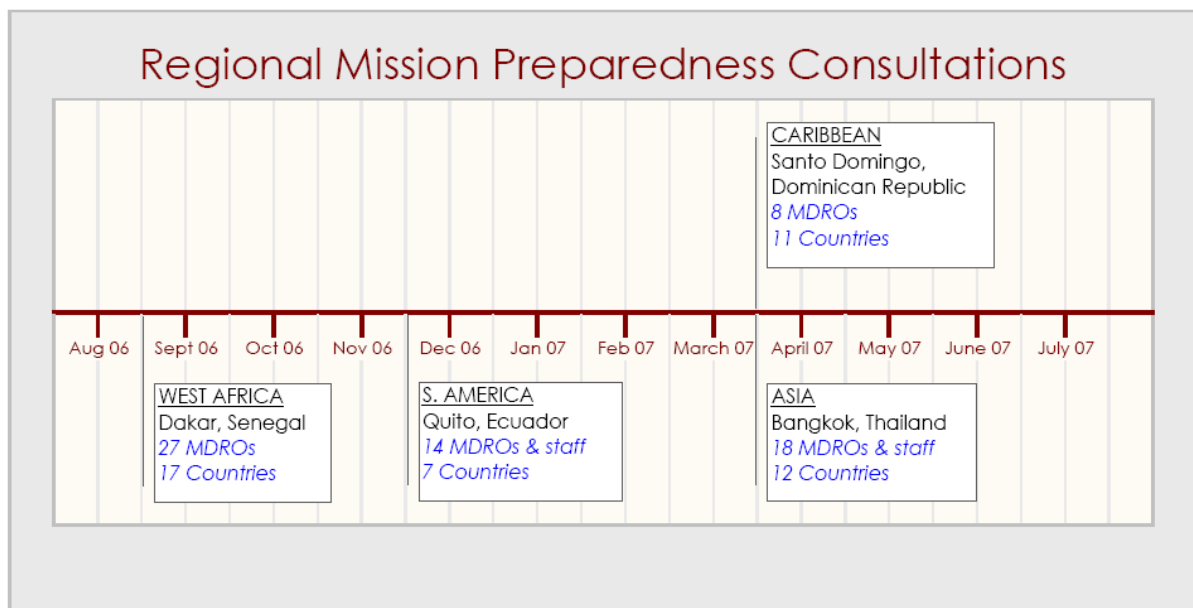 Regional Mission Preparedness Consultations
CARIBBEAN
Santo Domingo,
Dominican Republic
8 MDROs
11 Countries
Aug 06 Sept 06 Oct 06 Nov 06 Dec 06 Jan 07 Feb 07 March 07 April 07 May 07 June 07 July 07
WEST AFRICA
Dakar, Senegal
27 MDROs
17 Countries
S. AMERICA
Quito, Ecuador
14 MDROs & staff
7 Countries
ASIA
Bangkok, Thailand
18 MDROs & staff
12 Countries